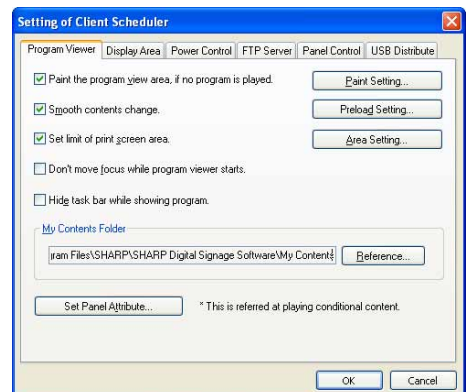 Setting of Client Scheduler
Program Viewer Display Area Power Control FTP Server Panel Control USB Distribute
Paint the program view area, if no program is played. Paint Setting...
Smooth contents change. Preload Setting...
Set limit of print screen area. Area Setting...
Don't move focus while program viewer starts.
Hide task bar while showing program.
My Contents Folder
ram Files\SHARP\SHARP Digital Signage Software\My Contents Reference...
Set Panel Attribute... * This is referred at playing conditional content.
OK Cancel